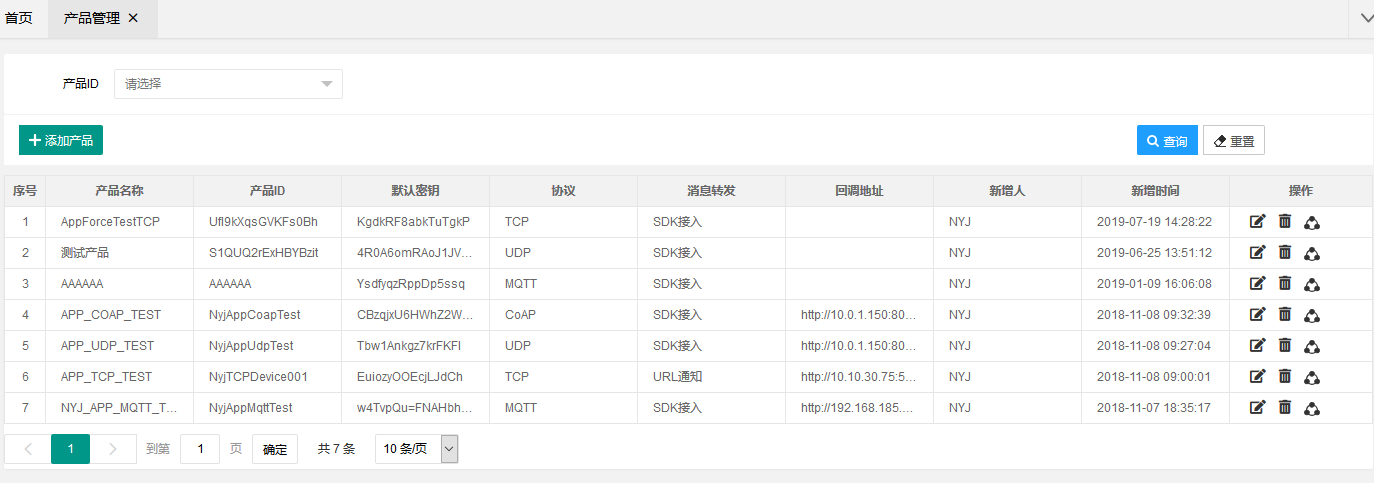 首页 产品管理
产品ID 请选择
添加产品 查询 重置
序号 产品名称 产品ID 默认密钥 协议 消息转发 回调地址 新增人 新增时间 操作
1 AppForceTestTCP Ufl9kXqsGVKFs0Bh KgdkRF8abkTuTgkP TCP SDK接入 NYJ 2019-07-19 14:28:22
2 测试产品 S1QUQ2rExHBYBzit 4R0A6omRAoJ1JV... UDP SDK接入 NYJ 2019-06-25 13:51:12
3 AAAAAA AAAAAA YsdfyqzRppDp5ssq MQTT SDK接入 NYJ 2019-01-09 16:06:08
4 APP_COAP_TEST NyjAppCoapTest CBzqjxU6HWhZ2W... CoAP SDK接入 http://10.0.1.150:80... NYJ 2018-11-08 09:32:39
5 APP_UDP_TEST NyjAppUdpTest Tbw1Ankgz7krFKFI UDP SDK接入 http://10.0.1.150:80... NYJ 2018-11-08 09:27:04
6 APP_TCP_TEST NyjTCPDevice001 EuiozyOOEcjLJdCh TCP URL通知 http://10.10.30.75:5... NYJ 2018-11-08 09:00:01
7 NYJ_APP_MQTT_T... NyjAppMqttTest w4TvpQu=FNAHbh... MQTT SDK接入 http://192.168.185.... NYJ 2018-11-07 18:35:17
1 到第 1 页 确定 共 7 条 10 条/页